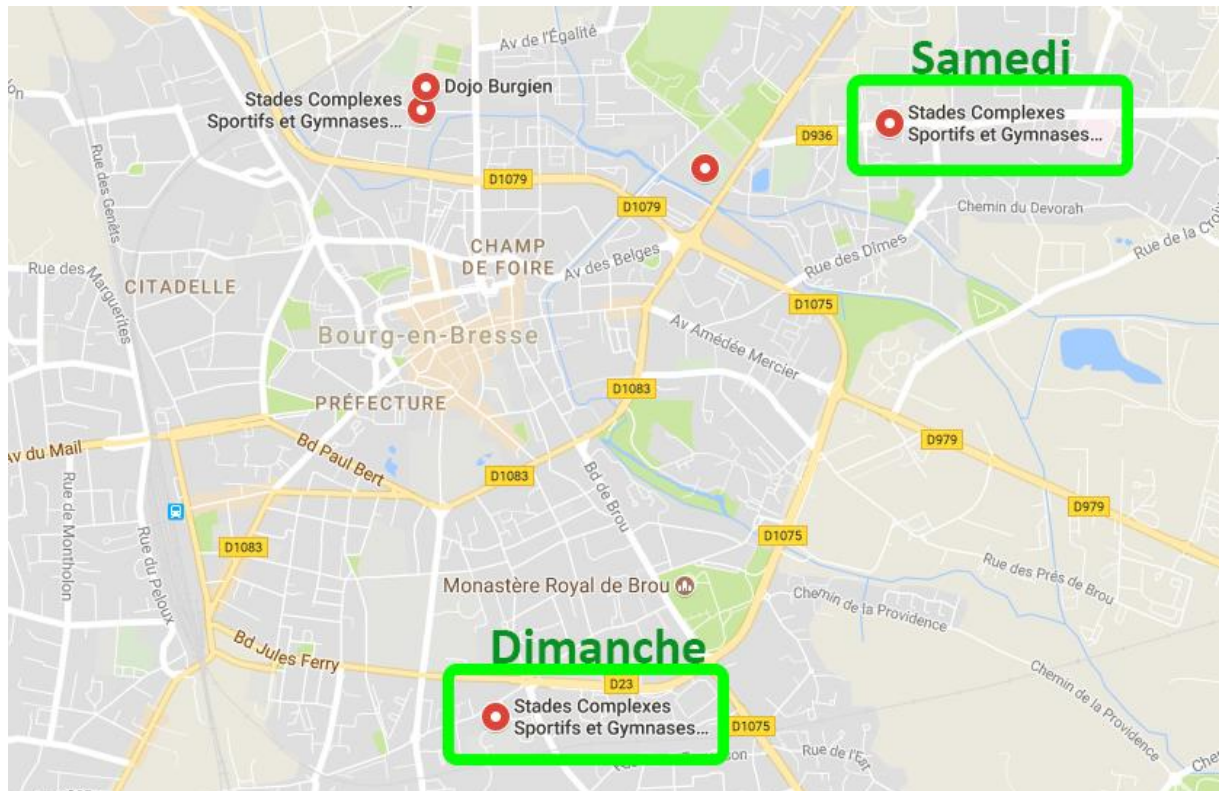 Av de l'Égalité
Samedi
Dojo Burgien
Stades Complexes
Sportifs et Gymnases...
Stades Complexes
Sportifs et Gymnases...
D936
D1079
D1079
Rue des Genêts
Chemin du Devorah
CHAMP
DE FOIRE
Av des Belges
Rue des Dîmes
Rue de la
Rue des Marguerites
CITADELLE
D1075
Bourg-en-Bresse
Av Amédée Mercier
D1083
PRÉFECTURE
Av du Mail
Bd Paul Bert
D979
D1083
D979
Rue de Montholon
Bd de Brou
Rue du Peloux
D1083
D1075
Rue des Prés de Brou
Monastère Royal de Brou
Chemin de la Providence
Bd Jules Ferry
Dimanche
D23
Stades Complexes
Sportifs et Gymnases...
D1075
Chemin de la Providence
Rue de